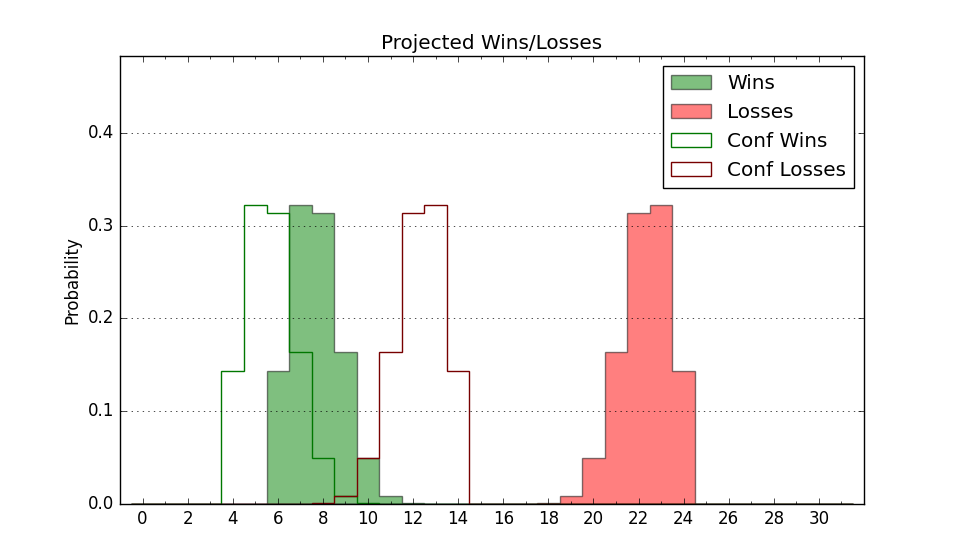 Projected Wins/Losses
Wins
Losses
Conf Wins
Conf Losses
Probability
0.4
0.3
0.2
0.1
0.0
0 2 4 6 8 10 12 14 16 18 20 22 24 26 28 30